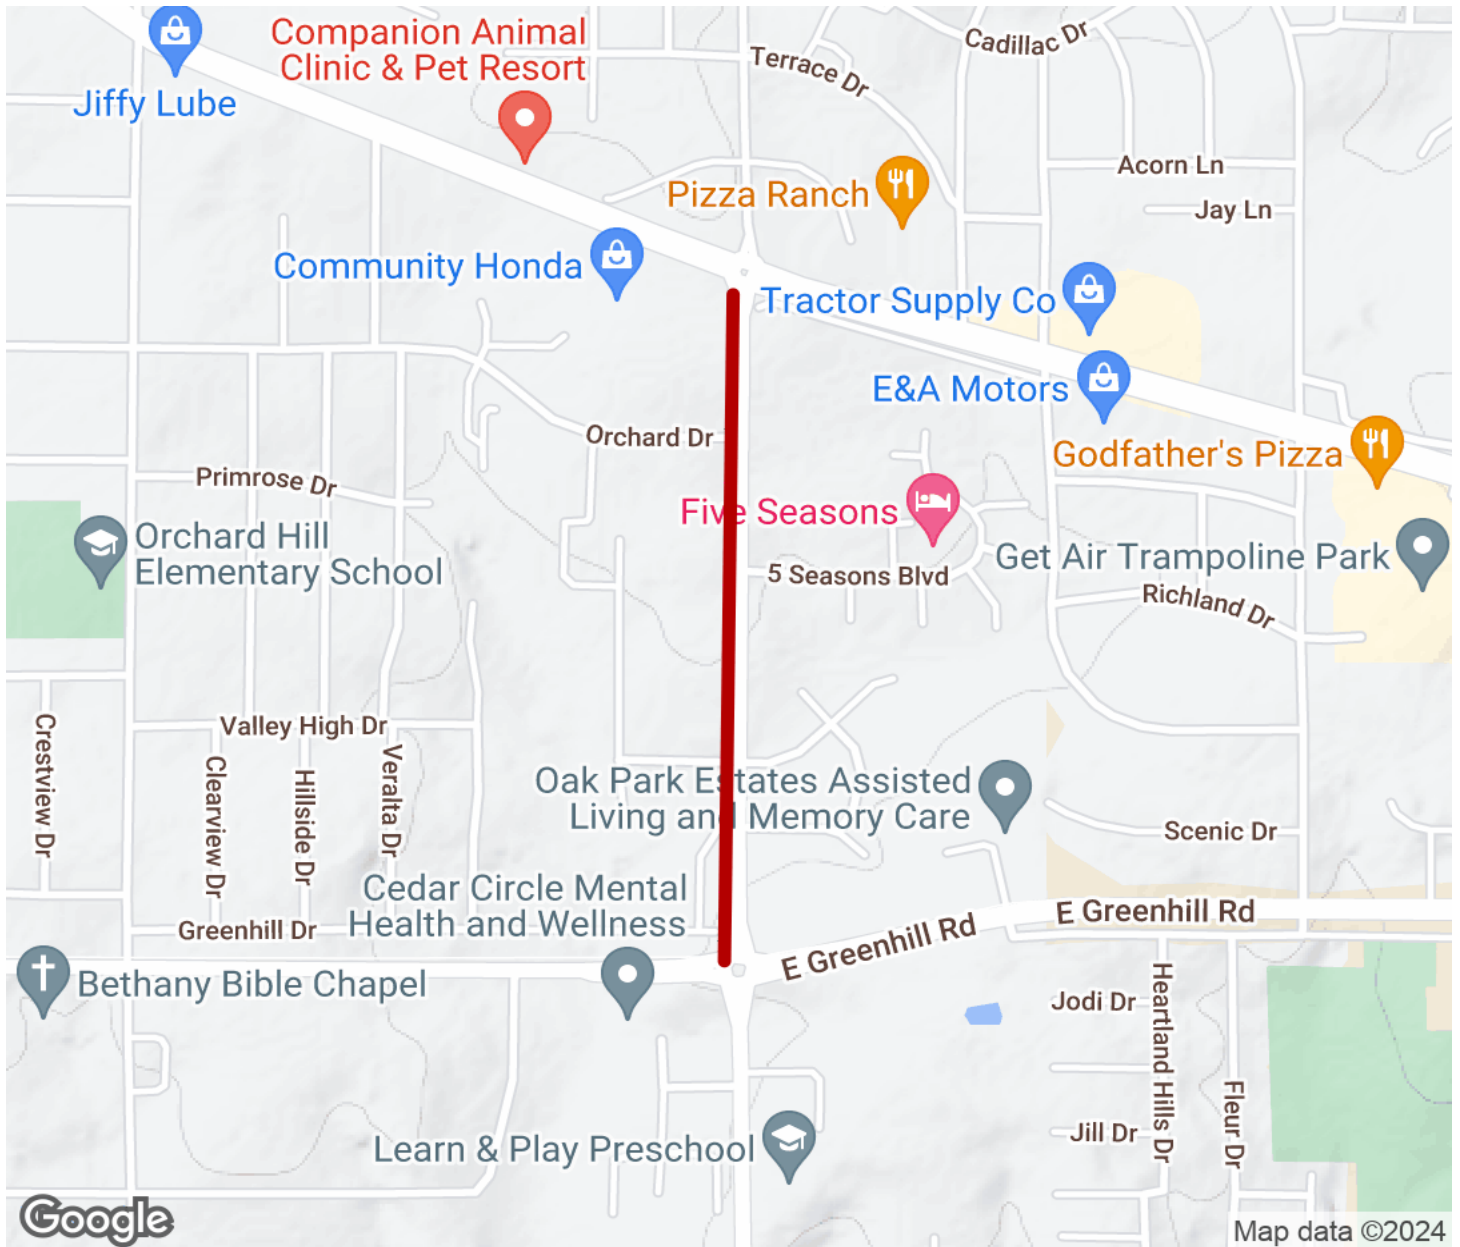 Companion Animal
Clinic & Pet Resort
Cadillac Dr
Terrace Dr
Jiffy Lube
Acorn Ln
Pizza Ranch
Jay Ln
Community Honda
Tractor Supply Co
E&A Motors
Orchard Dr
Godfather's Pizza
Primrose Dr
Five Seasons
Orchard Hill
Elementary School
Get Air Trampoline Park
5 Seasons Blvd
Richland Dr
Valley High Dr
Crestview Dr
Clearview Dr
Hillside Dr
Veralta Dr
Oak Park Estates Assisted
Living and Memory Care
Scenic Dr
Cedar Circle Mental
Health and Wellness
E Greenhill Rd
Greenhill Dr
E Greenhill Rd
Bethany Bible Chapel
Jodi Dr
Heartland Hills Dr
Fleur Dr
Jill Dr
Learn & Play Preschool
Google
Map data ©2024